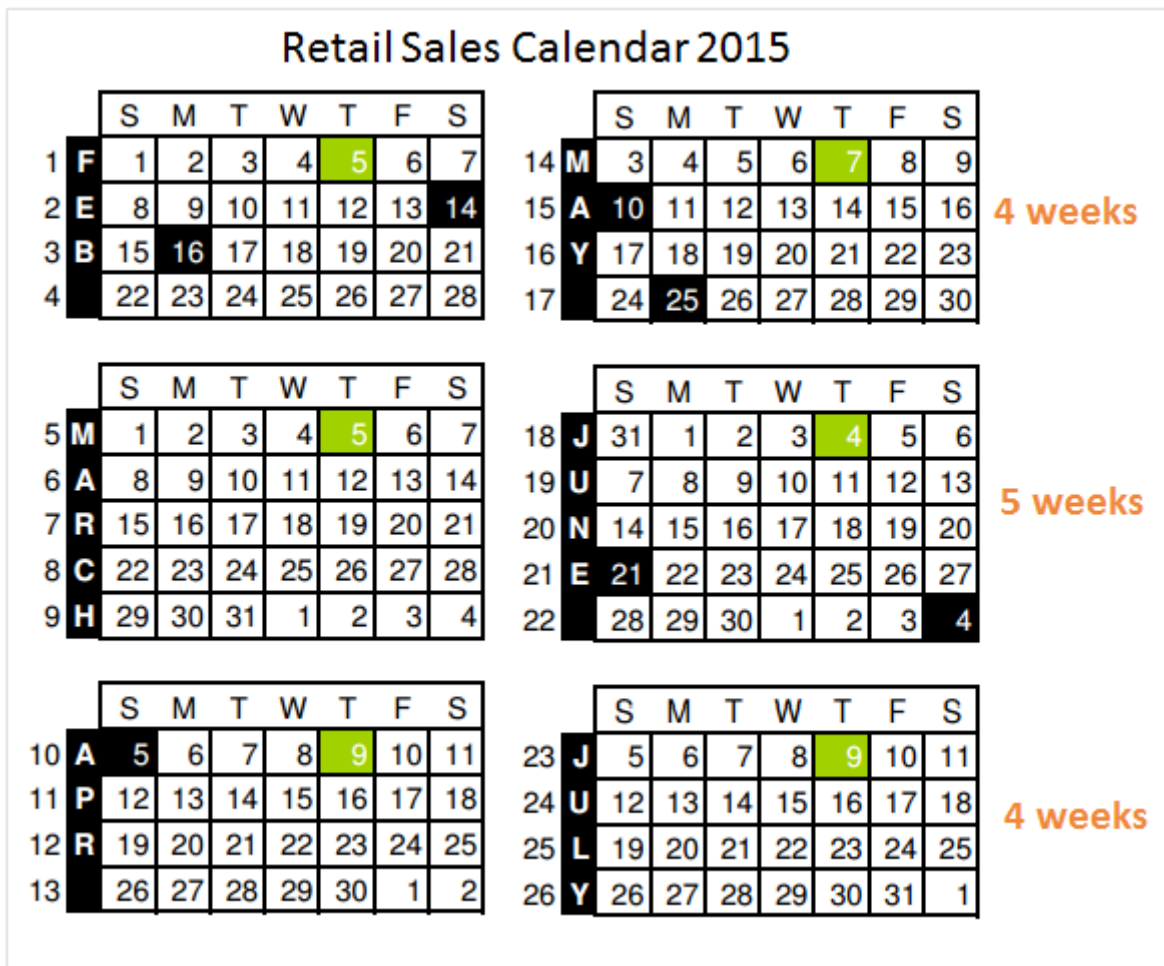 Retail Sales Calendar 2015
S M T W T F S
1 F 1 2 3 4 5 6 7
2 E 8 9 10 11 12 13 14
3 B 15 16 17 18 19 20 21
4 22 23 24 25 26 27 28
S M T W T F S
14 M 3 4 5 6 7 8 9
15 A 10 11 12 13 14 15 16
16 Y 17 18 19 20 21 22 23
17 24 25 26 27 28 29 30
4 weeks
S M T W T F S
5 M 1 2 3 4 5 6 7
6 A 8 9 10 11 12 13 14
7 R 15 16 17 18 19 20 21
8 C 22 23 24 25 26 27 28
9 H 29 30 31 1 2 3 4
S M T W T F S
18 J 31 1 2 3 4 5 6
19 U 7 8 9 10 11 12 13
20 N 14 15 16 17 18 19 20
21 E 21 22 23 24 25 26 27
22 28 29 30 1 2 3 4
5 weeks
S M T W T F S
10 A 5 6 7 8 9 10 11
11 P 12 13 14 15 16 17 18
12 R 19 20 21 22 23 24 25
13 26 27 28 29 30 1 2
S M T W T F S
23 J 5 6 7 8 9 10 11
24 U 12 13 14 15 16 17 18
25 L 19 20 21 22 23 24 25
26 Y 26 27 28 29 30 31 1
4 weeks